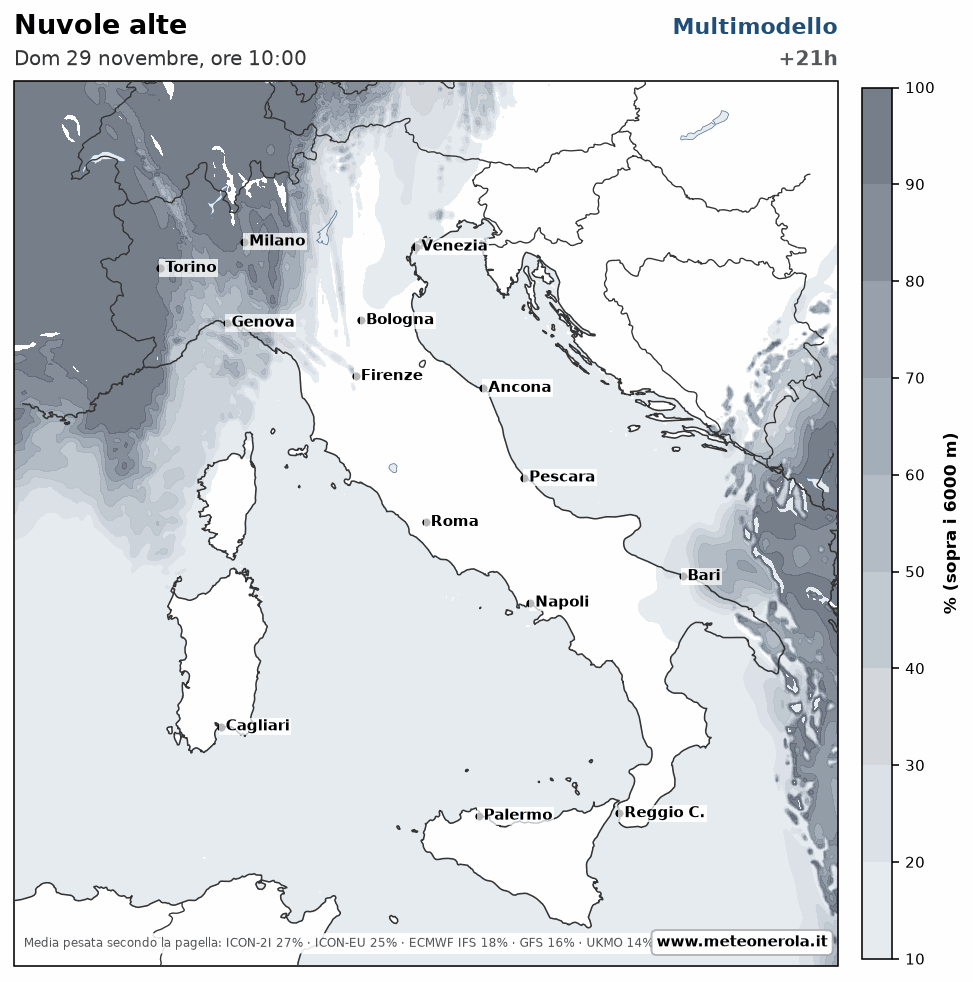 Nuvole alte
Multimodello
Dom 29 novembre, ore 10:00
+21h
100
90
80
70
60
50
40
30
20
10
% (sopra i 6000 m)
Milano
Venezia
Torino
Genova
Bologna
Firenze
Ancona
Pescara
Roma
Bari
Napoli
Cagliari
Palermo
Reggio C.
Media pesata secondo la pagella: ICON-2I 27% · ICON-EU 25% · ECMWF IFS 18% · GFS 16% · UKMO 14%
www.meteonerola.it